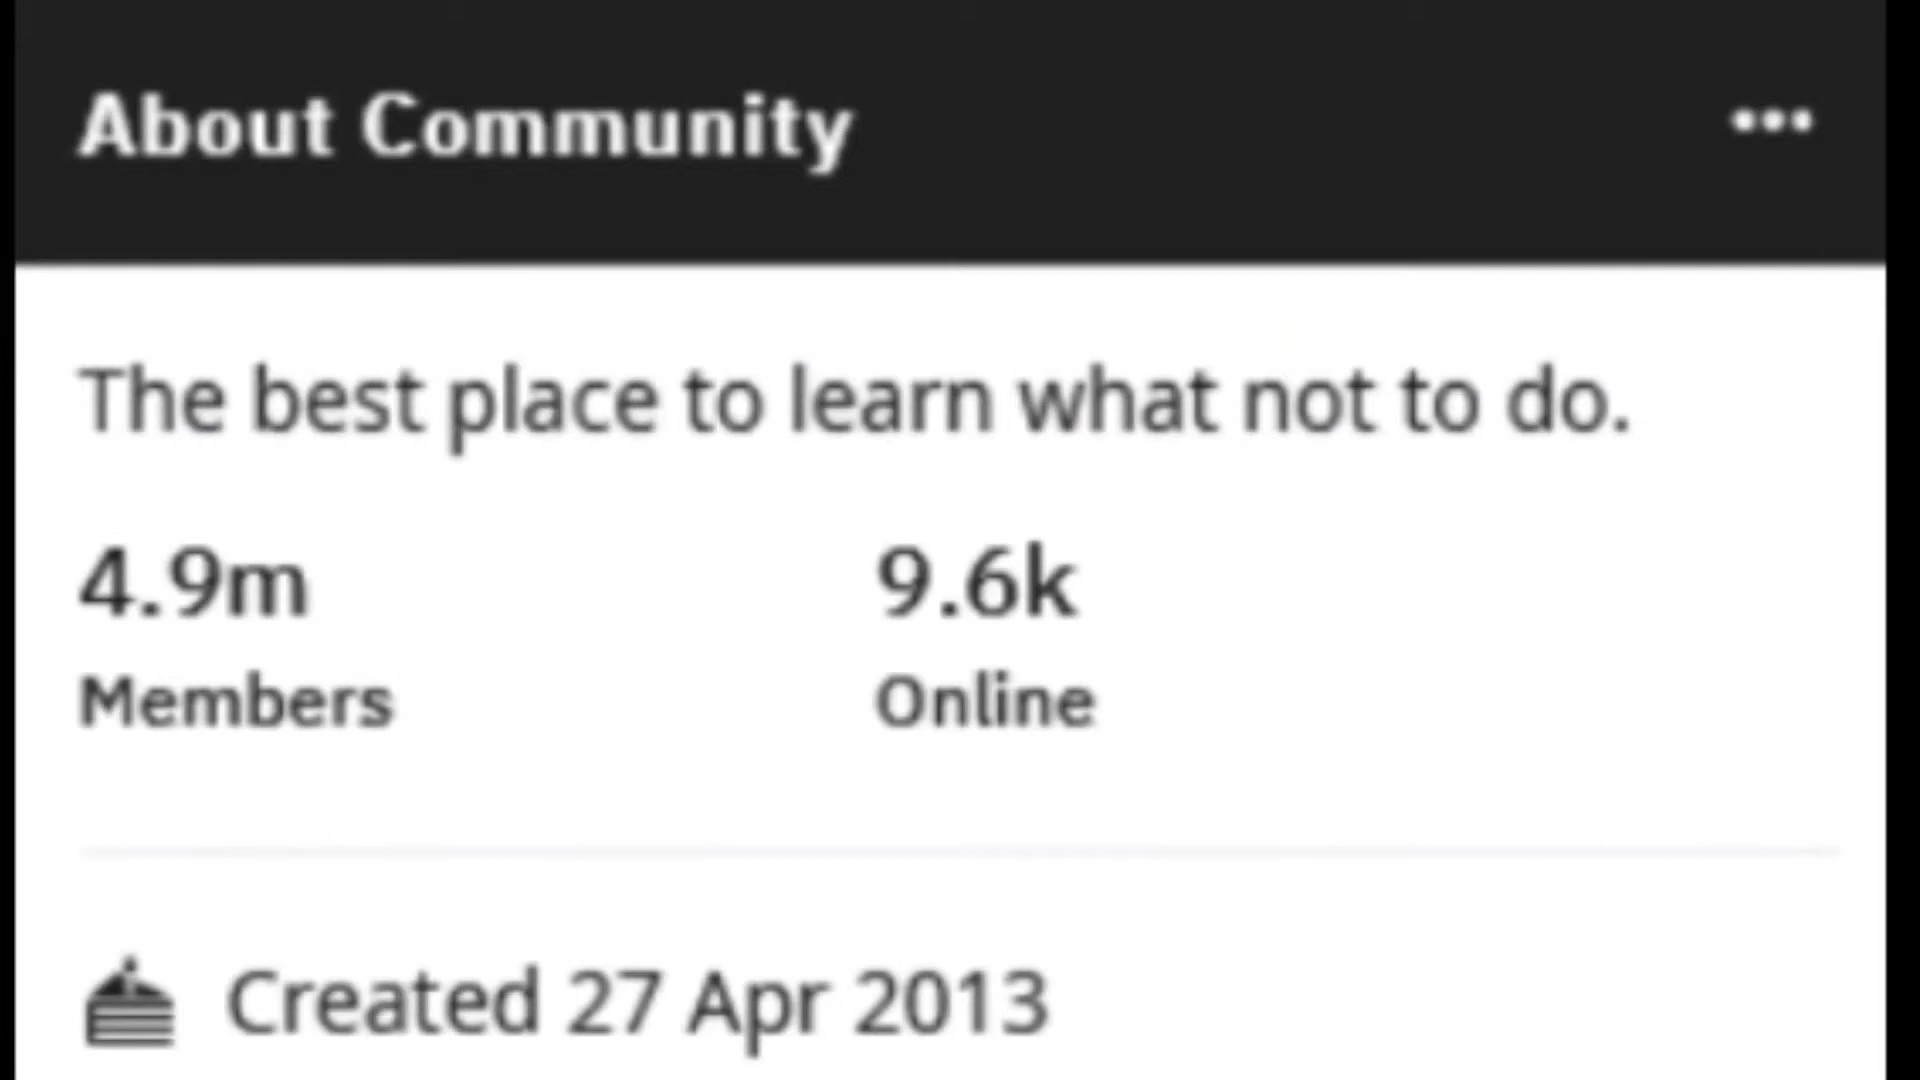 About Community
The best place to learn what not to do.
4.9m 9.6k
Members Online
Created 27 Apr 2013